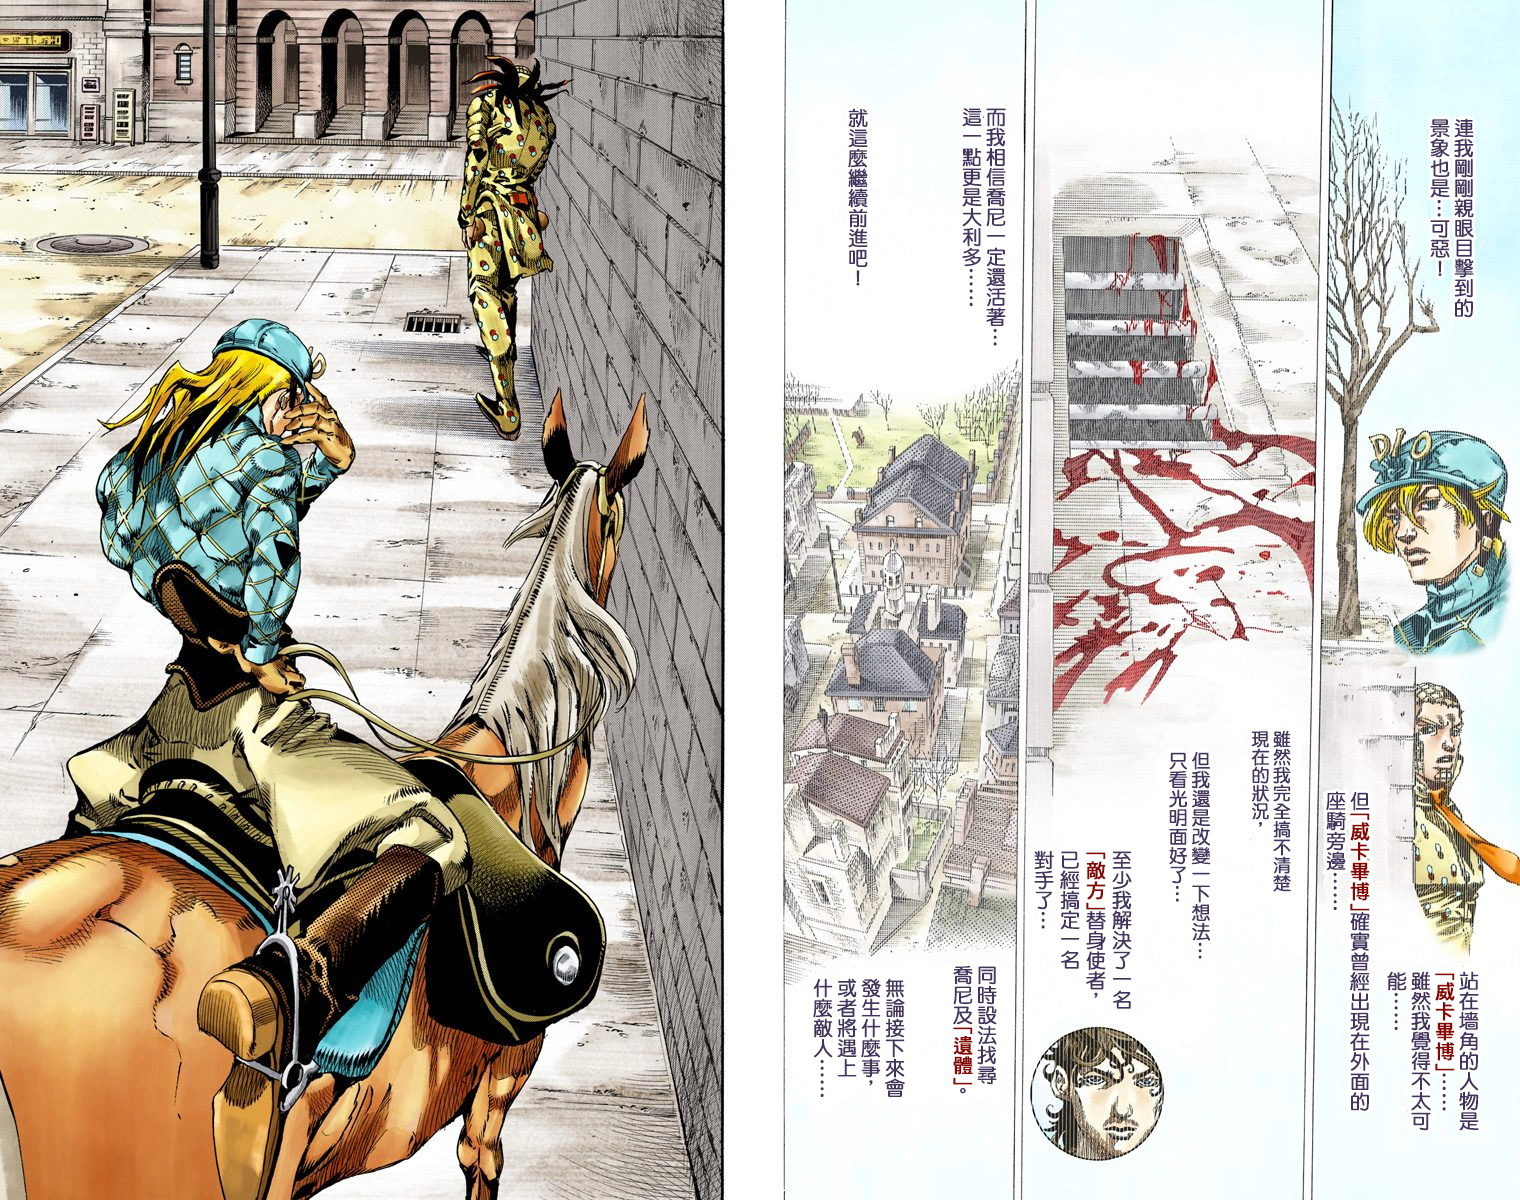 連我剛剛親眼目擊到的
景象也是…可惡！
DIO
站在墻角的人物是
「威卡畢博」……
雖然我覺得不太可
能……
但「威卡畢博」確實曾經出現在外面的
座騎旁邊……
雖然我完全搞不清楚
現在的狀況，
但我還是改變一下想法…
只看光明面好了…
至少我解決了一名
「敵方」替身使者，
已經搞定一名
對手了…
而我相信喬尼一定還活著…
這一點更是大利多……
同時設法找尋
喬尼及「遺體」。
無論接下來會
發生什麼事，
或者將遇上
什麼敵人……
就這麼繼續前進吧！